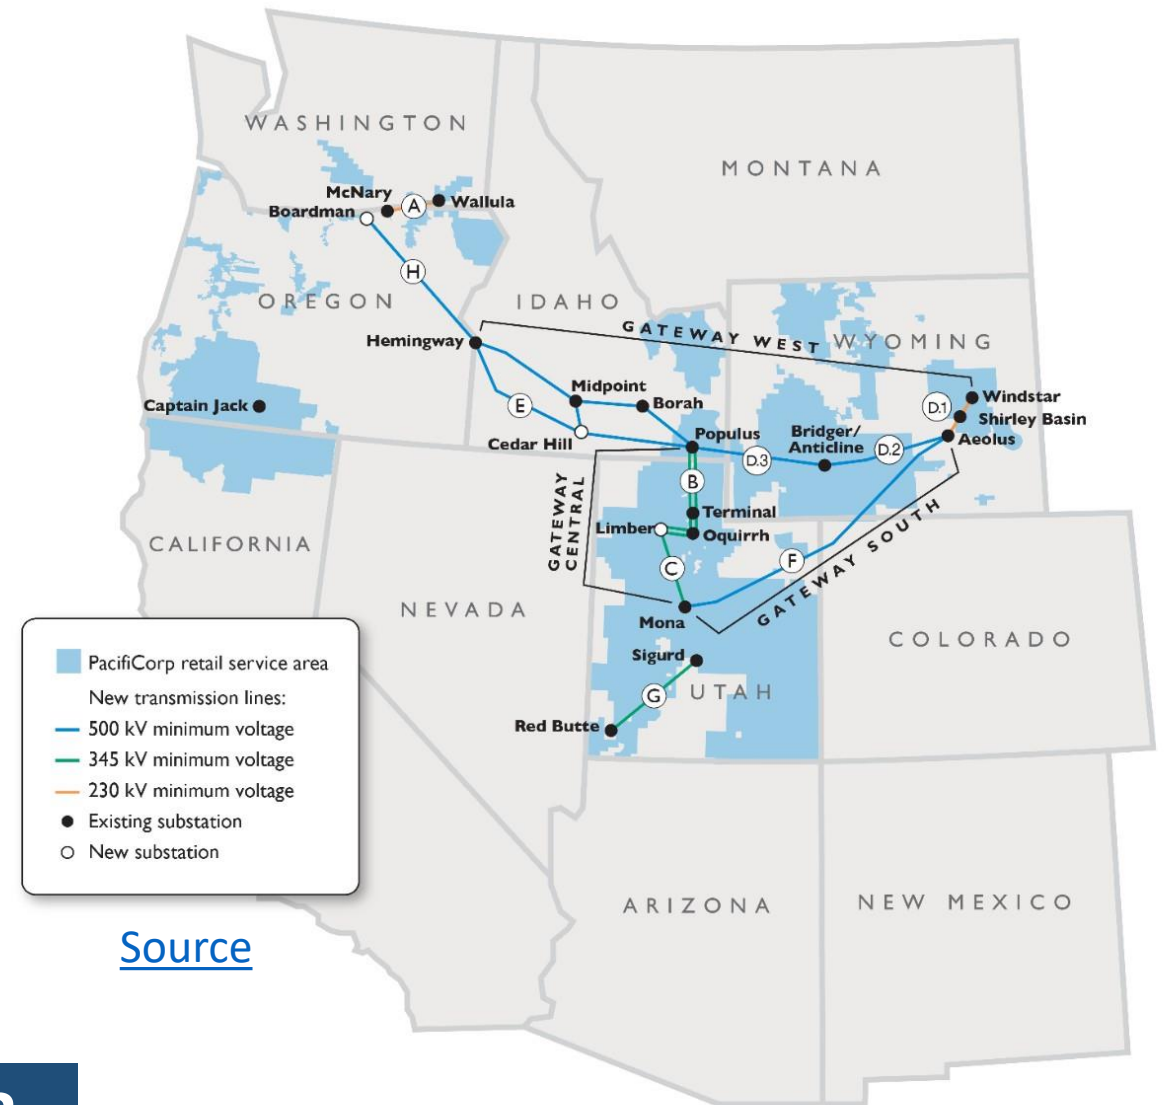 WASHINGTON
MONTANA
McNary
Boardman
A
Wallula
H
OREGON
IDAHO
GATEWAY WEST
WYOMING
Hemingway
Midpoint
Borah
Captain Jack
E
Cedar Hill
Populus
Bridger/
Anticline
D.1
Windstar
Shirley Basin
Aeolus
D.3
D.2
GATEWAY
CENTRAL
B
Terminal
Limber
Oquirrh
CALIFORNIA
C
F
GATEWAY SOUTH
NEVADA
Mona
COLORADO
Sigurd
G
UTAH
Red Butte
PacifiCorp retail service area
New transmission lines:
500 kV minimum voltage
345 kV minimum voltage
230 kV minimum voltage
Existing substation
New substation
ARIZONA
NEW MEXICO
Source